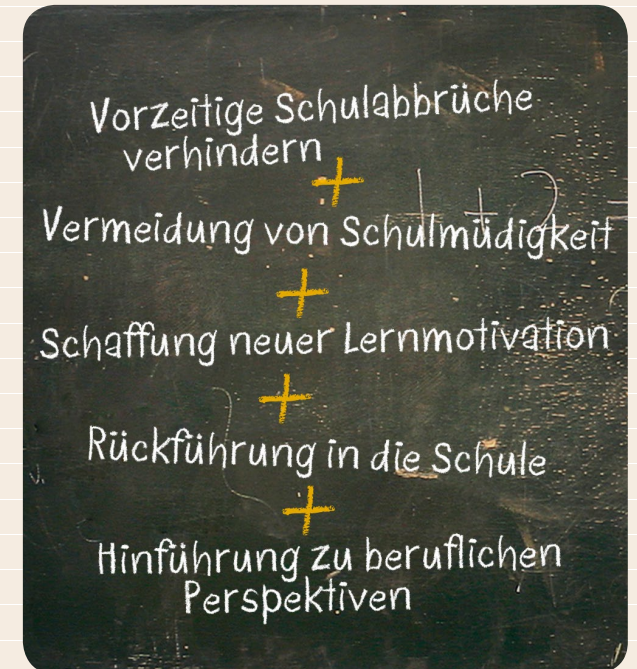 Vorzeitige Schulabbrüche
verhindern
+
Vermeidung von Schulmüdigkeit
+
Schaffung neuer Lernmotivation
+
Rückführung in die Schule
+
Hinführung zu beruflichen
Perspektiven